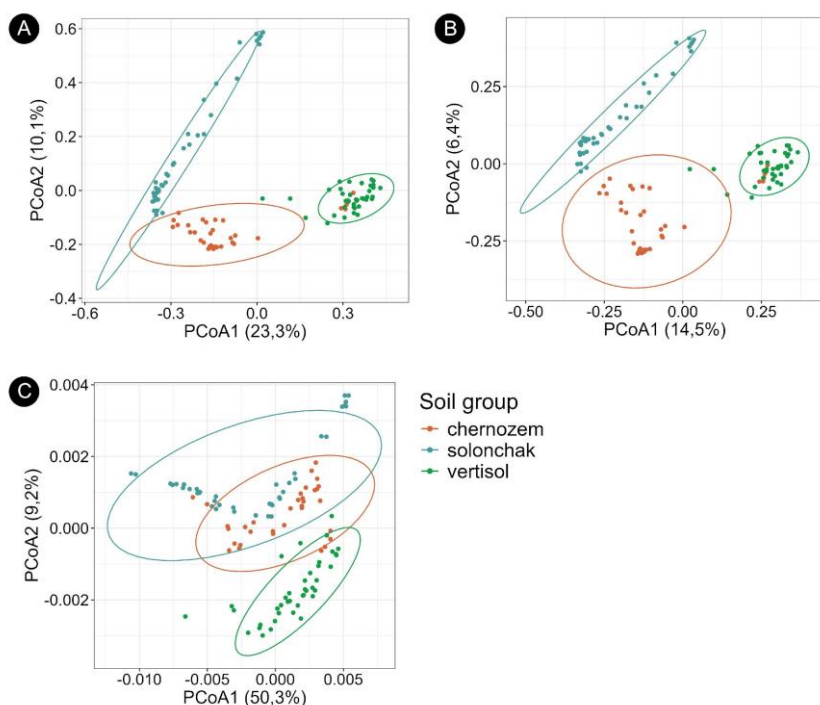 A
0.6
0.4
0.2
0.0
-0.2
-0.4
PCoA2 (10,1%)
-0.6
-0.3
0.0
0.3
PCoA1 (23,3%)
B
0.25
0.00
-0.25
PCoA2 (6,4%)
-0.50
-0.25
0.00
0.25
PCoA1 (14,5%)
C
0.004
0.002
0.000
-0.002
PCoA2 (9,2%)
-0.010
-0.005
0.000
0.005
PCoA1 (50,3%)
Soil group
chernozem
solonchak
vertisol